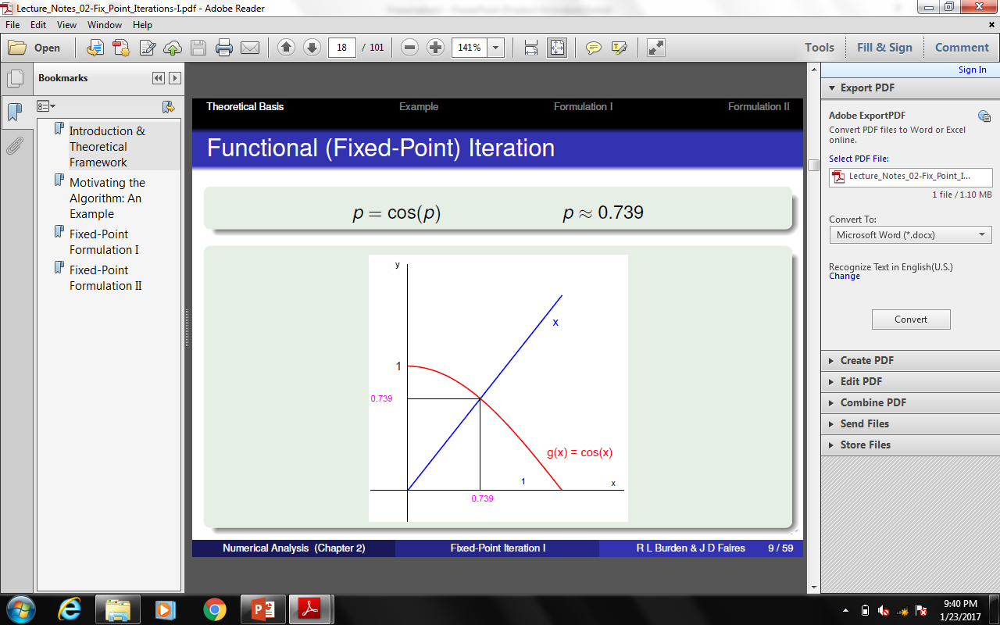 Lecture_Notes_02-Fix_Point_Iterations-I.pdf - Adobe Reader
File Edit View Window Help
Open 18 / 101 141% Tools Fill & Sign Comment
Sign In
Bookmarks
Introduction &
Theoretical
Framework
Motivating the
Algorithm: An
Example
Fixed-Point
Formulation I
Fixed-Point
Formulation II
Theoretical Basis Example Formulation I Formulation II
Functional (Fixed-Point) Iteration
p = cos(p) p ≈ 0.739
y
x
1
0.739
g(x) = cos(x)
1
x
0.739
Numerical Analysis (Chapter 2) Fixed-Point Iteration I R L Burden & J D Faires 9 / 59
Export PDF
Adobe ExportPDF
Convert PDF files to Word or Excel
online.
Select PDF File:
Lecture_Notes_02-Fix_Point_I...
1 file / 1.10 MB
Convert To:
Microsoft Word (*.docx)
Recognize Text in English(U.S.)
Change
Convert
Create PDF
Edit PDF
Combine PDF
Send Files
Store Files
9:40 PM
1/23/2017